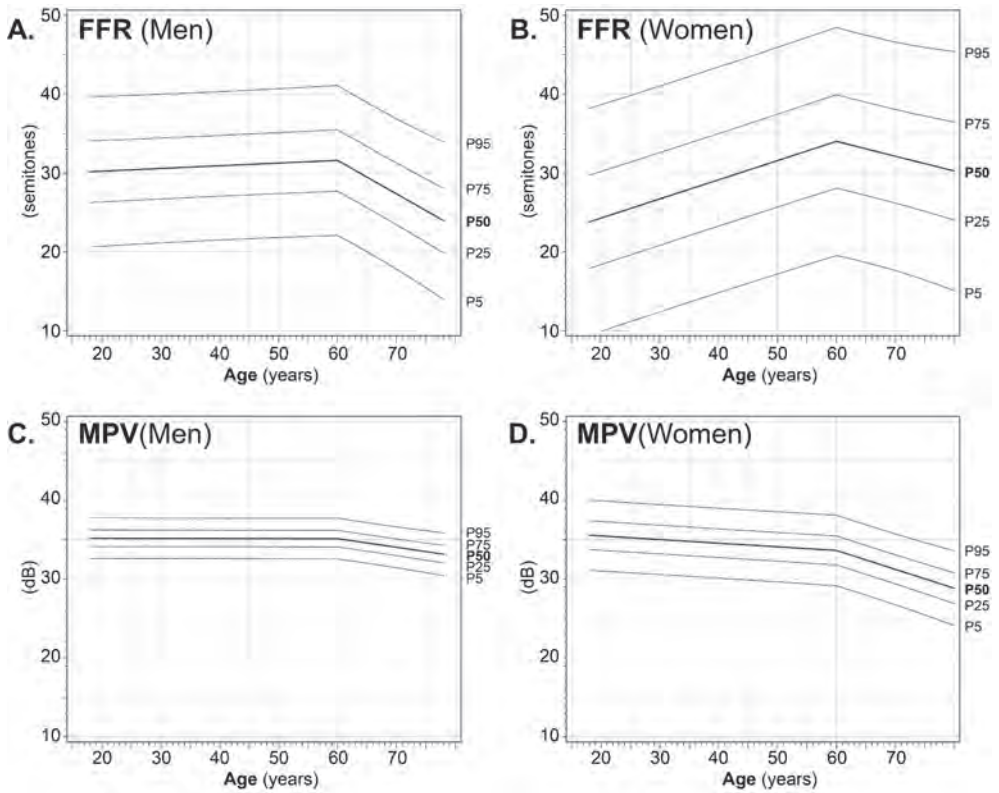 A. FFR (Men)
(semitones)
50
40
30
20
10
P95
P75
P50
P25
P5
20 30 40 50 60 70
Age (years)
B. FFR (Women)
(semitones)
50
40
30
20
10
P95
P75
P50
P25
P5
20 30 40 50 60 70
Age (years)
C. MPV(Men)
(dB)
50
40
30
20
10
P95
P75
P50
P25
P5
20 30 40 50 60 70
Age (years)
D. MPV(Women)
(dB)
50
40
30
20
10
P95
P75
P50
P25
P5
20 30 40 50 60 70
Age (years)